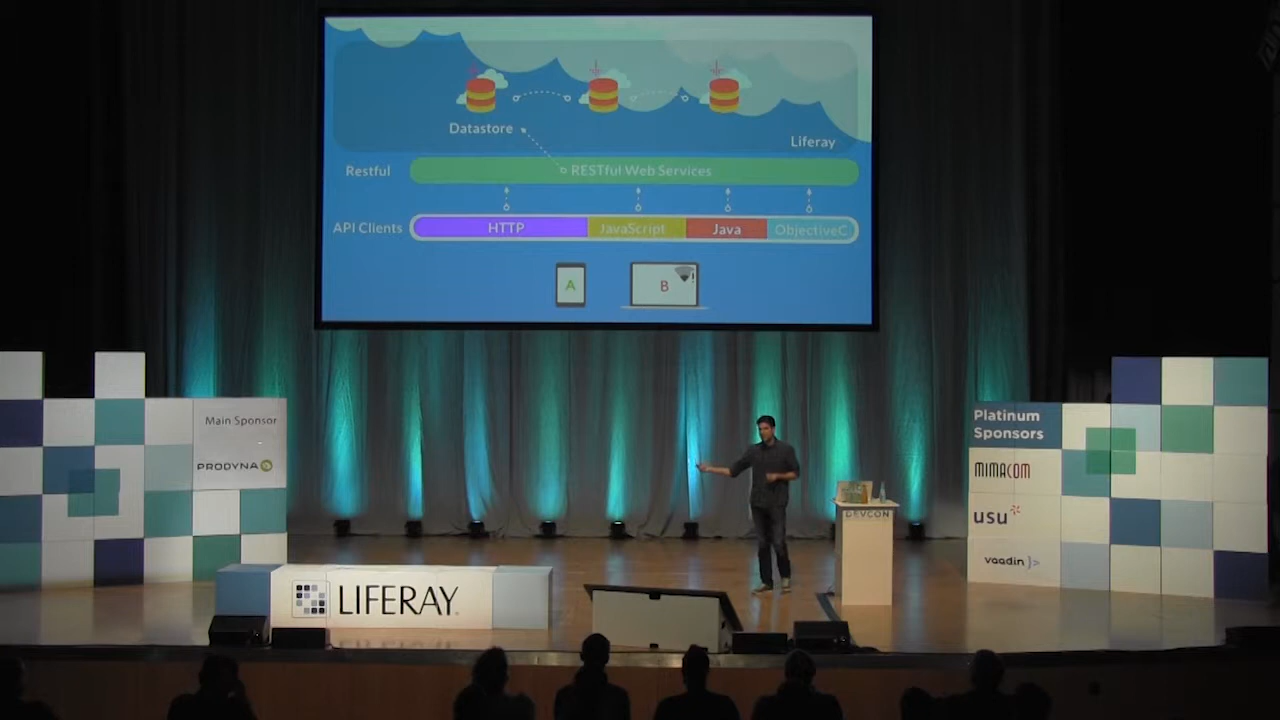 Datastore
Liferay
Restful
RESTful Web Services
API Clients
HTTP
JavaScript
Java
ObjectiveC
A
B
!
Main Sponsor
PRODYNA
Platinum
Sponsors
MIMACOM
usu
vaadin }>
DEVCON
LIFERAY.